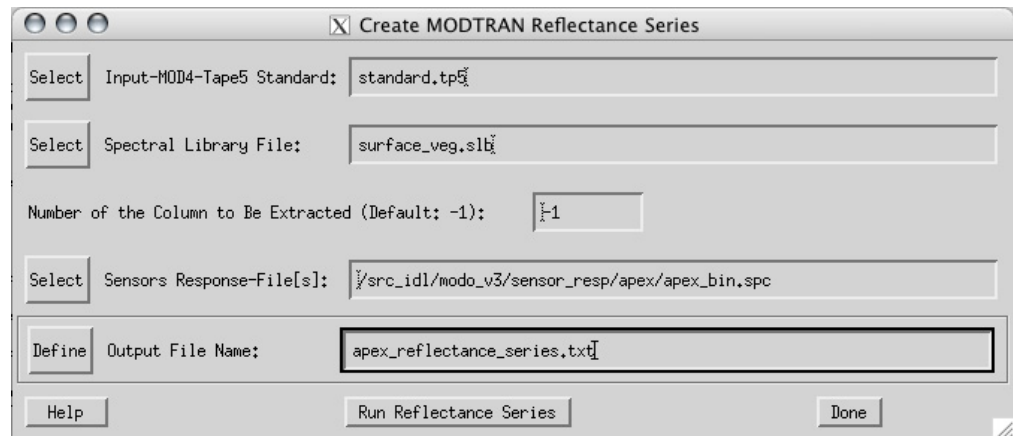 Create MODTRAN Reflectance Series
Select Input-MOD4-Tape5 Standard: standard.tp5
Select Spectral Library File: surface_veg.slb
Number of the Column to Be Extracted (Default: -1): -1
Select Sensors Response-File[s]: /src_idl/modo_v3/sensor_resp/apex/apex_bin.spc
Define Output File Name: apex_reflectance_series.txt
Help Run Reflectance Series Done